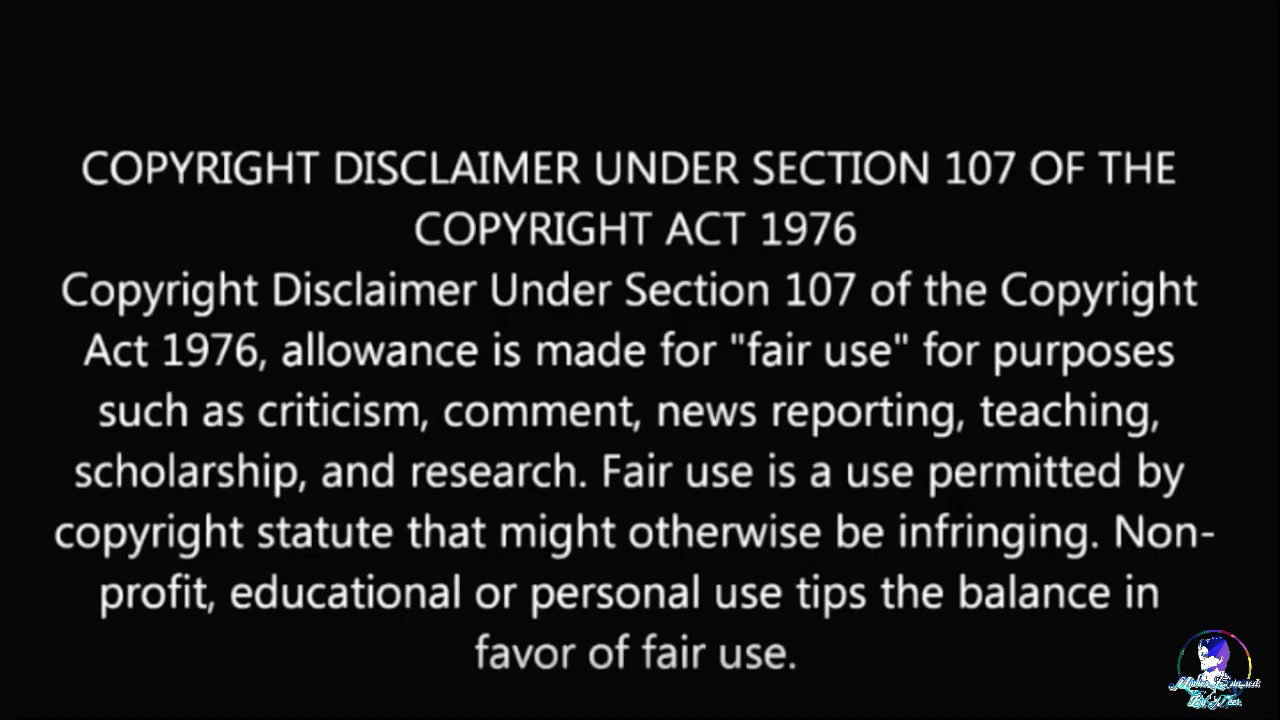 COPYRIGHT DISCLAIMER UNDER SECTION 107 OF THE
COPYRIGHT ACT 1976
Copyright Disclaimer Under Section 107 of the Copyright
Act 1976, allowance is made for "fair use" for purposes
such as criticism, comment, news reporting, teaching,
scholarship, and research. Fair use is a use permitted by
copyright statute that might otherwise be infringing. Non-
profit, educational or personal use tips the balance in
favor of fair use.